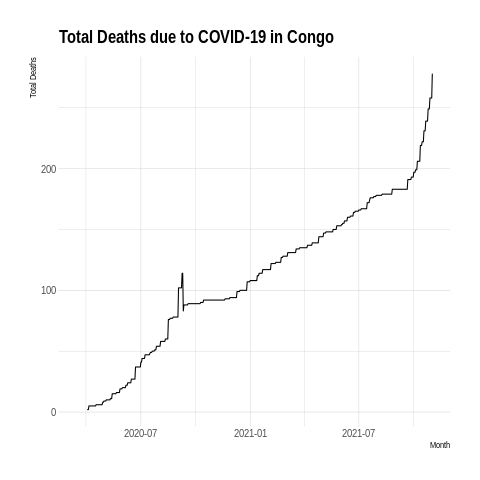 Total Deaths due to COVID-19 in Congo
Total Deaths
200
100
0
2020-07
2021-01
2021-07
Month